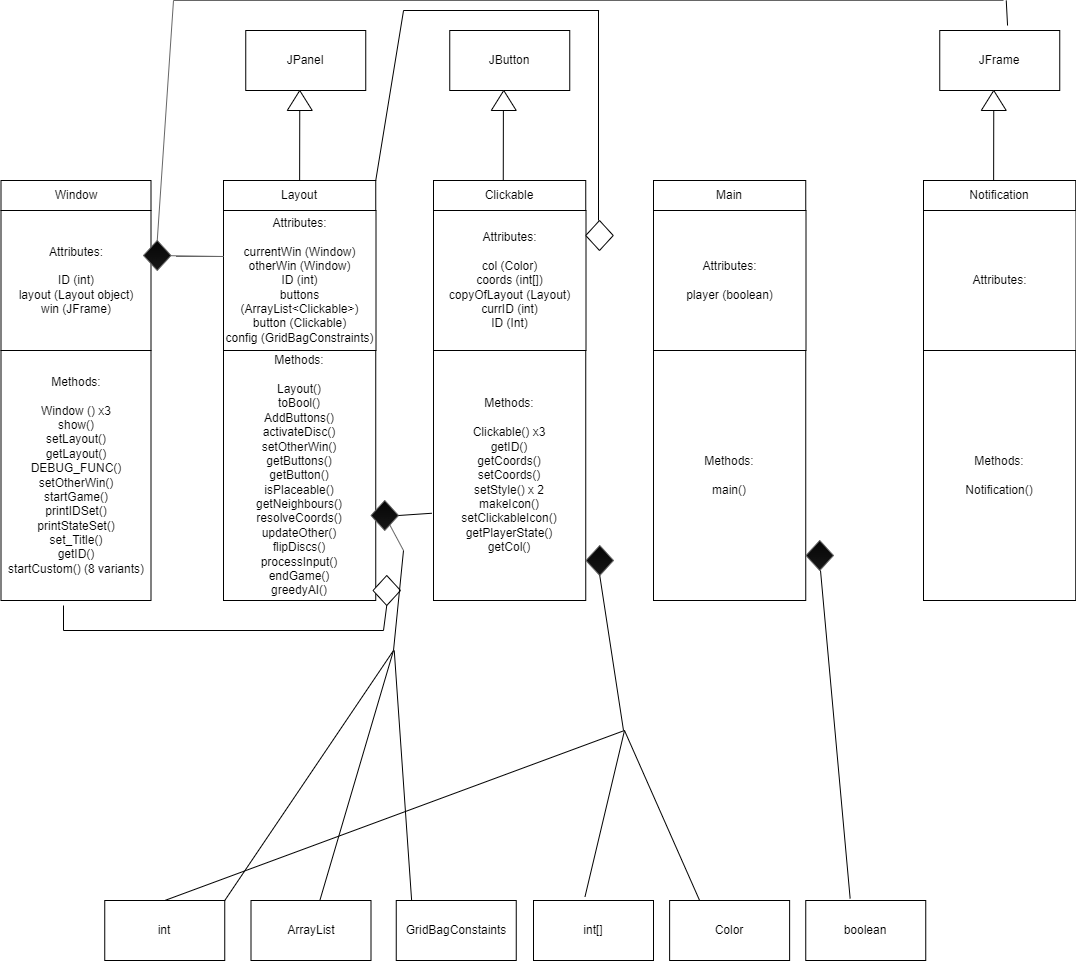 JPanel
JButton
JFrame
Window
Attributes:
ID (int)
layout (Layout object)
win (JFrame)
Methods:
Window () x3
show()
setLayout()
getLayout()
DEBUG_FUNC()
setOtherWin()
startGame()
printIDSet()
printStateSet()
set_Title()
getID()
startCustom() (8 variants)
Layout
Attributes:
currentWin (Window)
otherWin (Window)
ID (int)
buttons
(ArrayList<Clickable>)
button (Clickable)
config (GridBagConstraints)
Methods:
Layout()
toBool()
AddButtons()
activateDisc()
setOtherWin()
getButtons()
getButton()
isPlaceable()
getNeighbours()
resolveCoords()
updateOther()
flipDiscs()
processInput()
endGame()
greedyAI()
Clickable
Attributes:
col (Color)
coords (int[])
copyOfLayout (Layout)
currID (int)
ID (Int)
Methods:
Clickable() x3
getID()
getCoords()
setCoords()
setStyle() x 2
makeIcon()
setClickableIcon()
getPlayerState()
getCol()
Main
Attributes:
player (boolean)
Methods:
main()
Notification
Attributes:
Methods:
Notification()
int
ArrayList
GridBagConstaints
int[]
Color
boolean